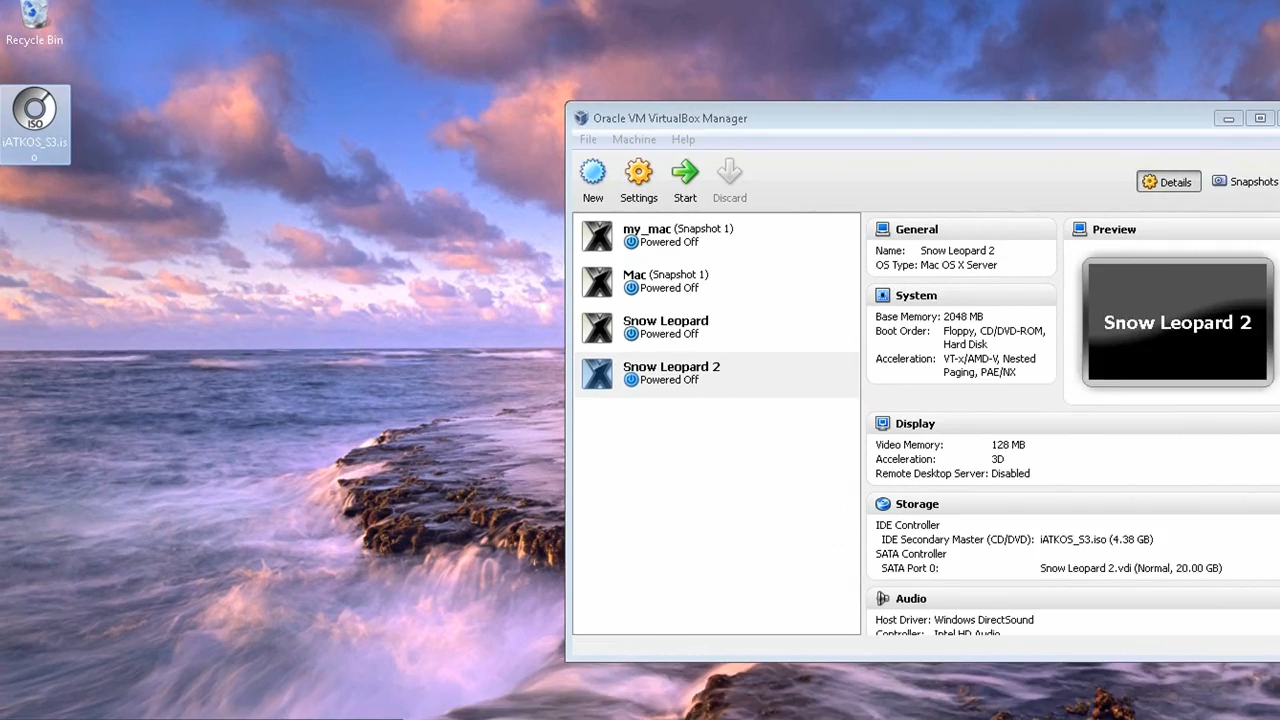 Recycle Bin
ISO
iATKOS_S3.is
o
Oracle VM VirtualBox Manager
File Machine Help
New Settings Start Discard
Details Snapshots
my_mac (Snapshot 1)
Powered Off
Mac (Snapshot 1)
Powered Off
Snow Leopard
Powered Off
Snow Leopard 2
Powered Off
General
Name: Snow Leopard 2
OS Type: Mac OS X Server
System
Base Memory: 2048 MB
Boot Order: Floppy, CD/DVD-ROM,
Hard Disk
Acceleration: VT-x/AMD-V, Nested
Paging, PAE/NX
Preview
Snow Leopard 2
Display
Video Memory: 128 MB
Acceleration: 3D
Remote Desktop Server: Disabled
Storage
IDE Controller
IDE Secondary Master (CD/DVD): iATKOS_S3.iso (4.38 GB)
SATA Controller
SATA Port 0: Snow Leopard 2.vdi (Normal, 20.00 GB)
Audio
Host Driver: Windows DirectSound
Controller: Intel HD Audio